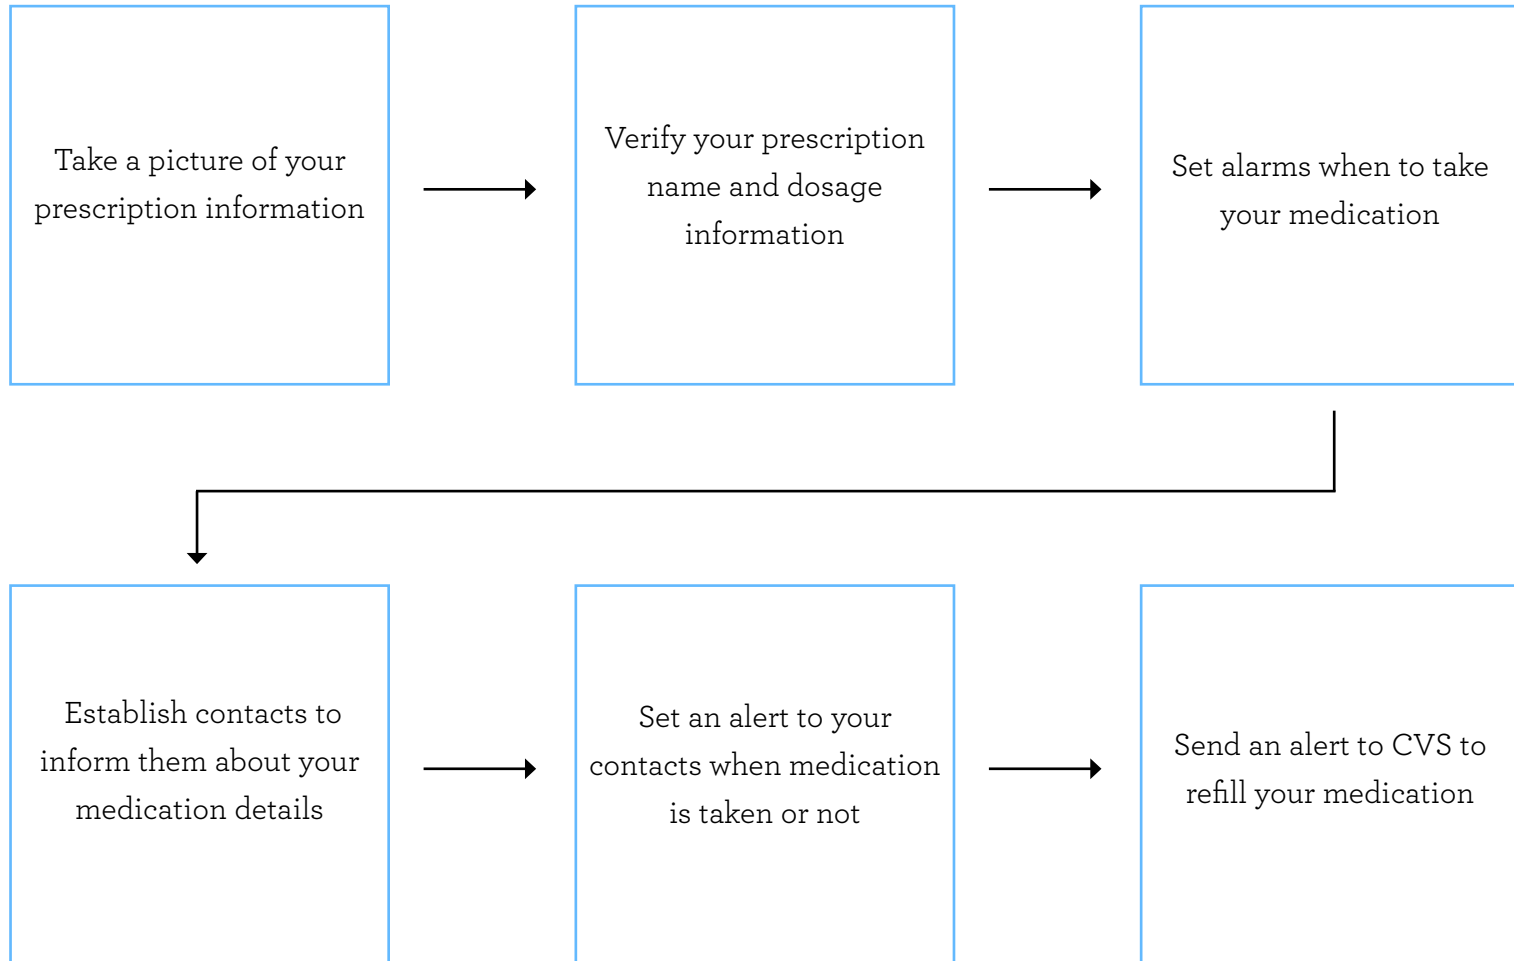 Take a picture of your
prescription information
Verify your prescription
name and dosage
information
Set alarms when to take
your medication
Establish contacts to
inform them about your
medication details
Set an alert to your
contacts when medication
is taken or not
Send an alert to CVS to
refill your medication